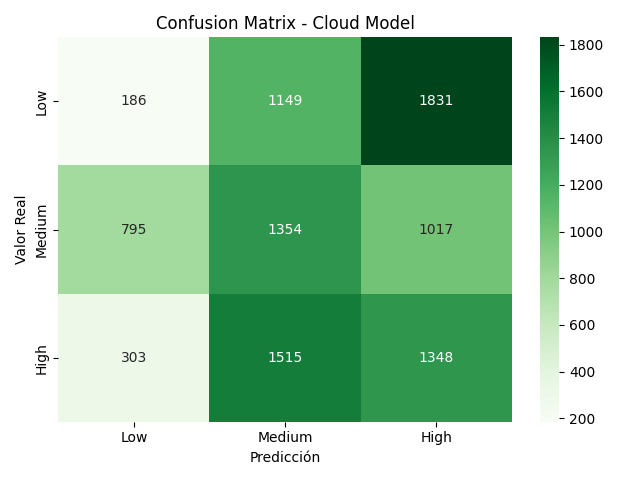 Confusion Matrix - Cloud Model
Valor Real
Low
186
1149
1831
Medium
795
1354
1017
High
303
1515
1348
Low
Medium
High
Predicción
1800
1600
1400
1200
1000
800
600
400
200